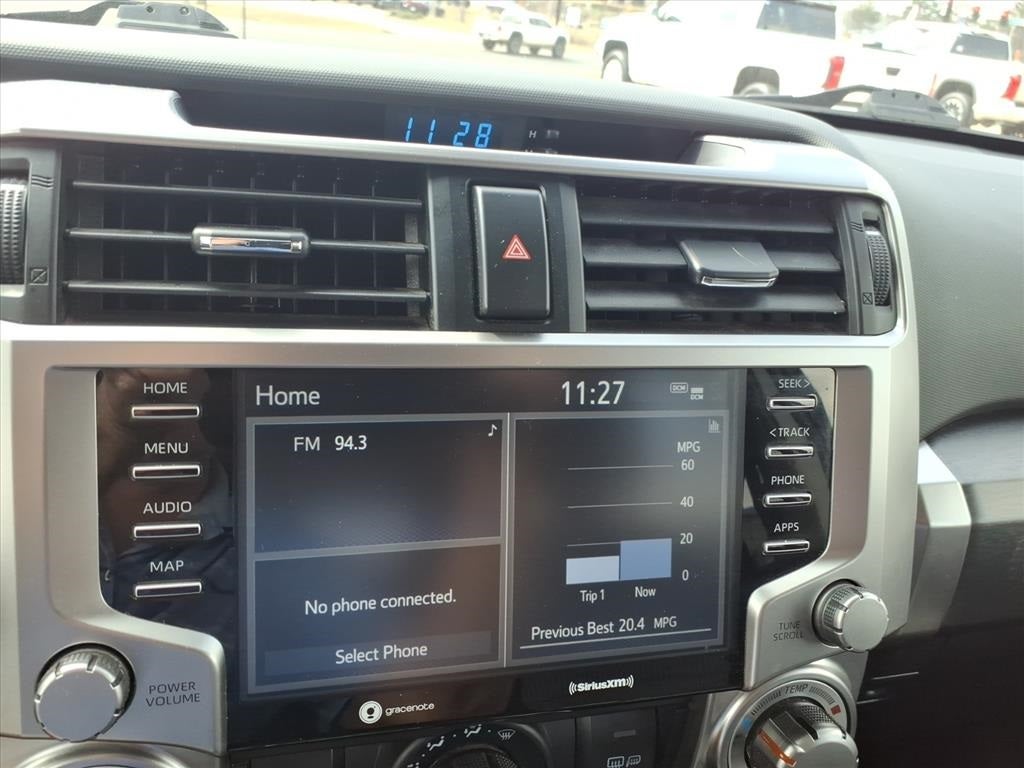 11 28
H
HOME
MENU
AUDIO
MAP
POWER
VOLUME
Home 11:27 DCM
DCM
FM 94.3
No phone connected.
Select Phone
MPG
60
40
20
0
Trip 1 Now
Previous Best 20.4 MPG
gracenote
SiriusXM
SEEK >
< TRACK
PHONE
APPS
TUNE
SCROLL
TEMP